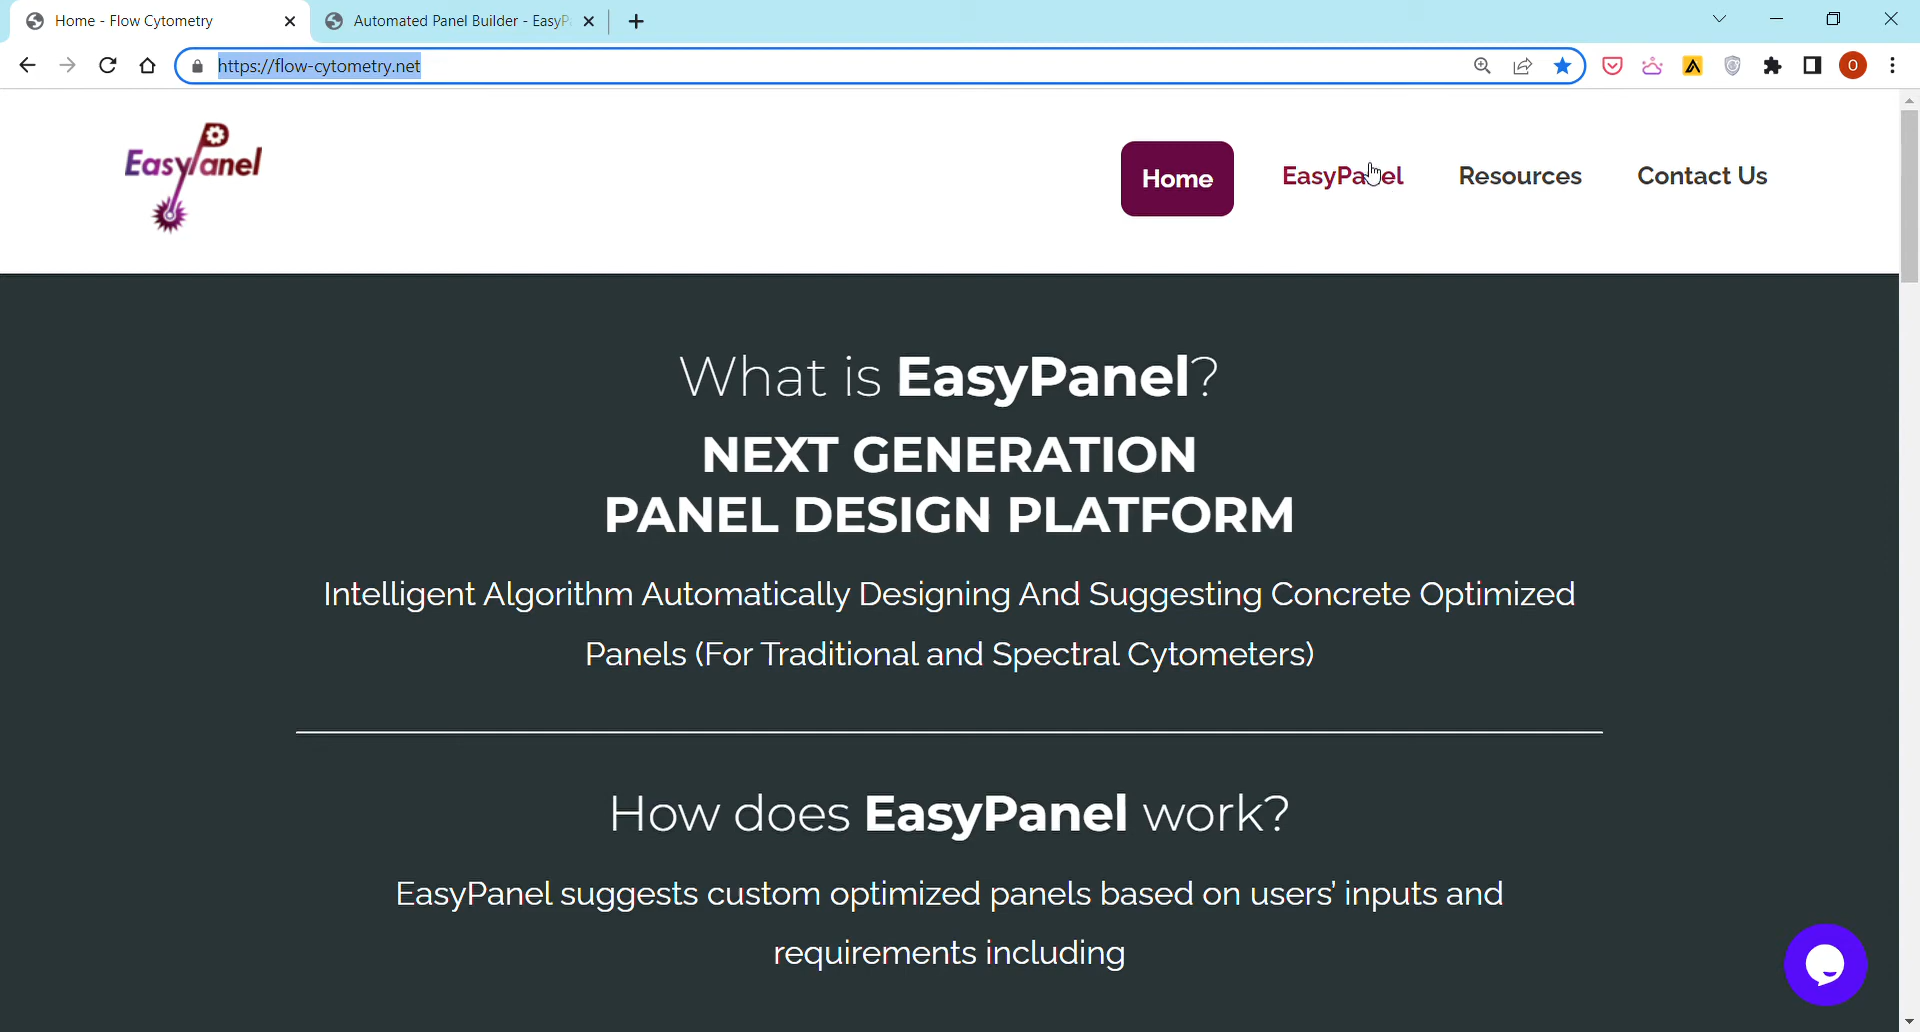 Home - Flow Cytometry
Automated Panel Builder - EasyP
https://flow-cytometry.net
O
EasyPanel
Home
EasyPanel
Resources
Contact Us
What is EasyPanel?
NEXT GENERATION
PANEL DESIGN PLATFORM
Intelligent Algorithm Automatically Designing And Suggesting Concrete Optimized
Panels (For Traditional and Spectral Cytometers)
How does EasyPanel work?
EasyPanel suggests custom optimized panels based on users’ inputs and
requirements including